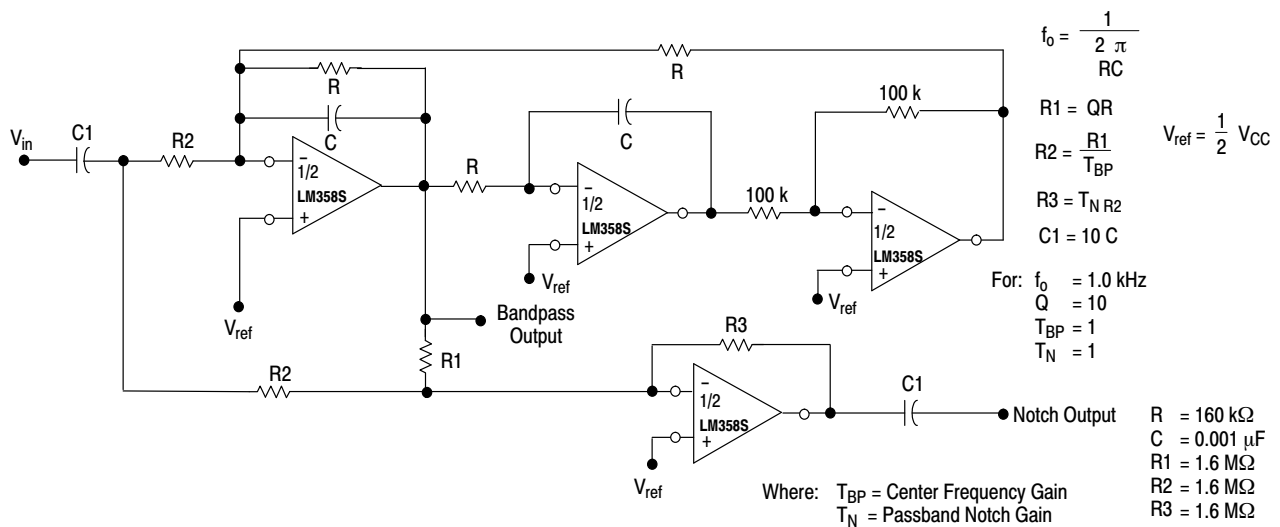 R
R
C
V_in
C1
R2
−
1/2
LM358S
+
V_ref
R
C
−
1/2
LM358S
+
V_ref
100 k
100 k
−
1/2
LM358S
+
V_ref
Bandpass
Output
R1
R2
R3
−
1/2
LM358S
+
V_ref
C1
Notch Output
f_o = 1
2 π
RC
R1 = QR
R2 = R1
T_BP
R3 = T_N R2
C1 = 10 C
V_ref = 1/2 V_CC
For: f_o = 1.0 kHz
Q = 10
T_BP = 1
T_N = 1
R = 160 kΩ
C = 0.001 μF
R1 = 1.6 MΩ
R2 = 1.6 MΩ
R3 = 1.6 MΩ
Where: T_BP = Center Frequency Gain
T_N = Passband Notch Gain